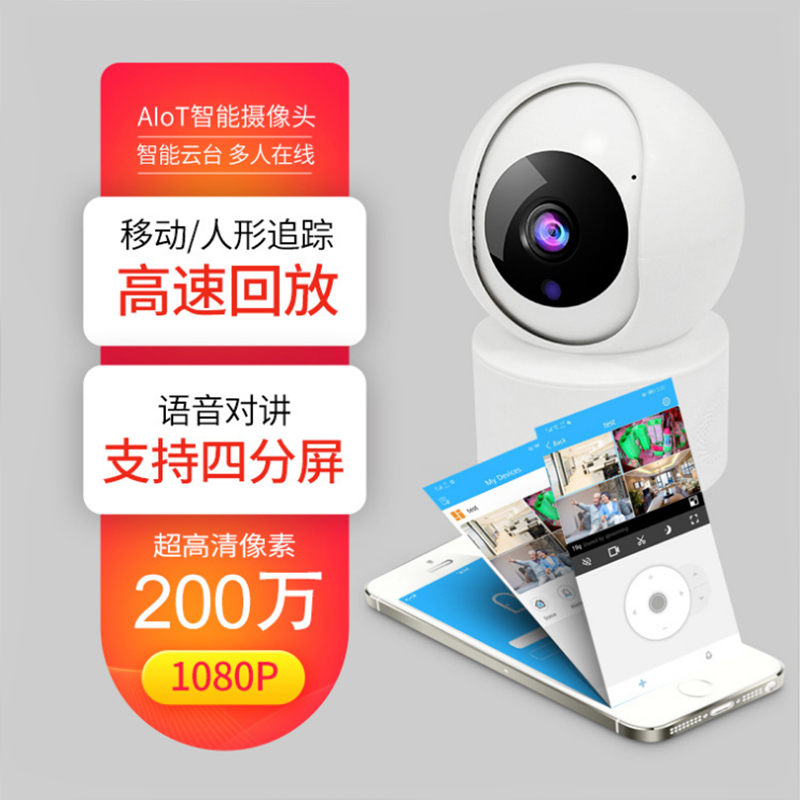 AIoT智能摄像头
智能云台 多人在线
移动/人形追踪
高速回放
语音对讲
支持四分屏
超高清像素
200万
1080P
My Devices
test
Back
test